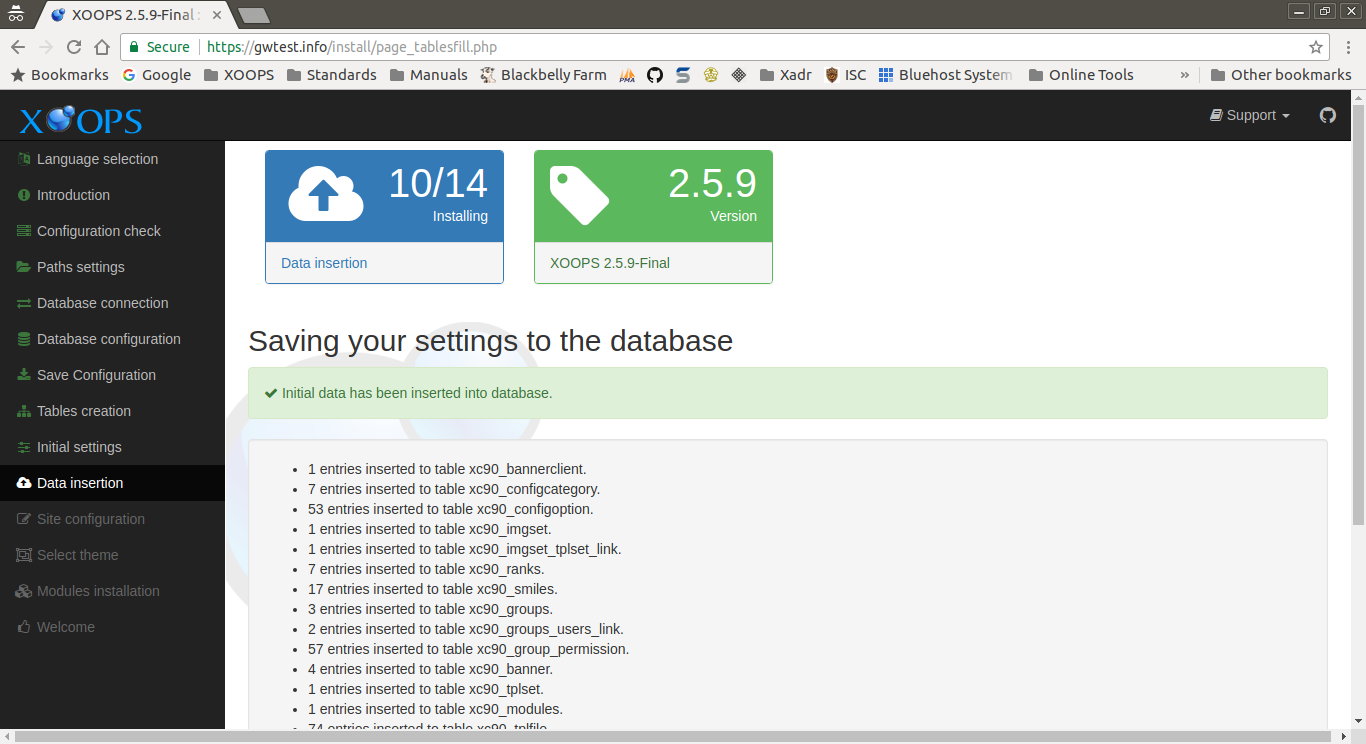 XOOPS 2.5.9-Final :
Secure https://gwtest.info/install/page_tablesfill.php
Bookmarks Google XOOPS Standards Manuals Blackbelly Farm PMA Xadr ISC Bluehost System Online Tools » Other bookmarks
XOOPS Support
Language selection
Introduction
Configuration check
Paths settings
Database connection
Database configuration
Save Configuration
Tables creation
Initial settings
Data insertion
Site configuration
Select theme
Modules installation
Welcome
10/14
Installing
Data insertion
2.5.9
Version
XOOPS 2.5.9-Final
Saving your settings to the database
Initial data has been inserted into database.
• 1 entries inserted to table xc90_bannerclient.
• 7 entries inserted to table xc90_configcategory.
• 53 entries inserted to table xc90_configoption.
• 1 entries inserted to table xc90_imgset.
• 1 entries inserted to table xc90_imgset_tplset_link.
• 7 entries inserted to table xc90_ranks.
• 17 entries inserted to table xc90_smiles.
• 3 entries inserted to table xc90_groups.
• 2 entries inserted to table xc90_groups_users_link.
• 57 entries inserted to table xc90_group_permission.
• 4 entries inserted to table xc90_banner.
• 1 entries inserted to table xc90_tplset.
• 1 entries inserted to table xc90_modules.
• 74 entries inserted to table xc90_tplfile.